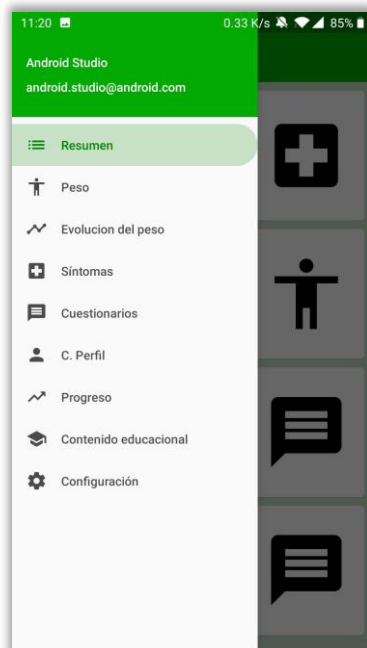 11:20 0.33 K/s 85%
Android Studio
android.studio@android.com
Resumen
Peso
Evolucion del peso
Síntomas
Cuestionarios
C. Perfil
Progreso
Contenido educacional
Configuración